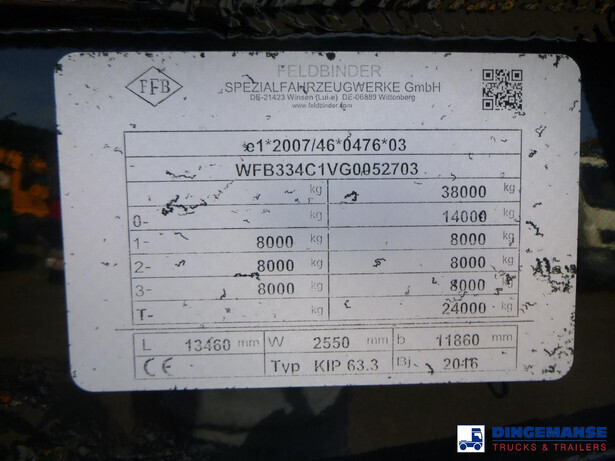 FFB
FELDBINDER
SPEZIALFAHRZEUGWERKE GmbH
DE-21423 Winsen (Luhe) DE-06889 Wittenberg
www.feldbinder.com
e1*2007/46*0476*03
WFB334C1VG0052703
kg 38000 kg
0- kg 14000 kg
1- 8000 kg 8000 kg
2- 8000 kg 8000 kg
3- 8000 kg 8000 kg
T- kg 24000 kg
L 13460 mm W 2550 mm b 11860 mm
CE Typ KIP 63.3 Bj 2016
DINGEMANSE
TRUCKS & TRAILERS